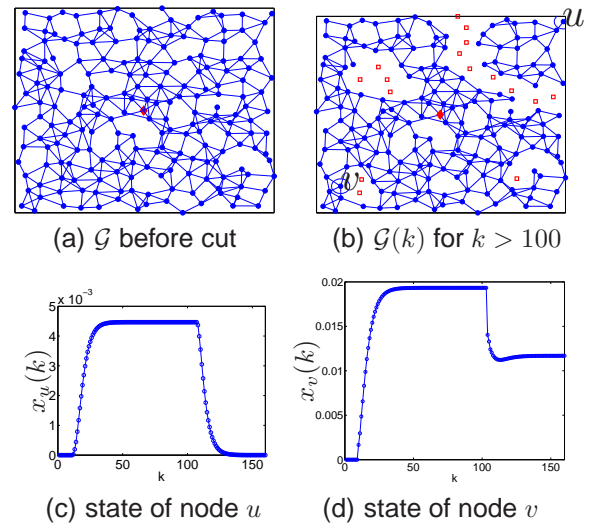 u
v
(a) 𝒢 before cut
(b) 𝒢(k) for k > 100
x 10⁻³
5
4
3
2
1
0
0 50 100 150
k
x_u(k)
0.02
0.015
0.01
0.005
0
0 50 100 150
k
x_v(k)
(c) state of node u
(d) state of node v